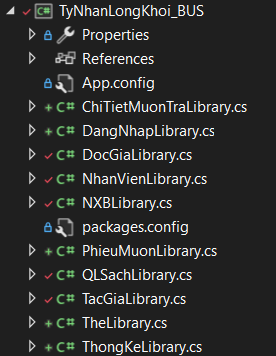 C# TyNhanLongKhoi_BUS
Properties
References
App.config
C# ChiTietMuonTraLibrary.cs
C# DangNhapLibrary.cs
C# DocGiaLibrary.cs
C# NhanVienLibrary.cs
C# NXBLibrary.cs
packages.config
C# PhieuMuonLibrary.cs
C# QLSachLibrary.cs
C# TacGiaLibrary.cs
C# TheLibrary.cs
C# ThongKeLibrary.cs